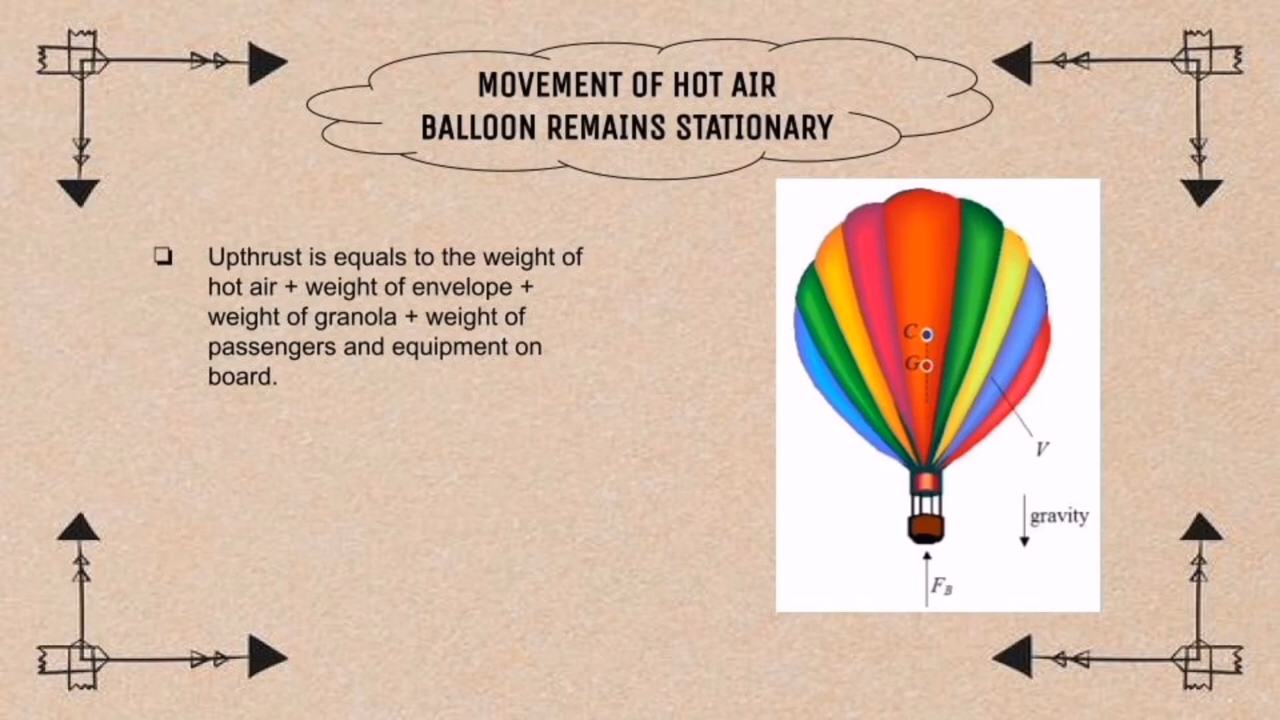 MOVEMENT OF HOT AIR
BALLOON REMAINS STATIONARY
❏ Upthrust is equals to the weight of
hot air + weight of envelope +
weight of granola + weight of
passengers and equipment on
board.
C
G
V
gravity
F_B